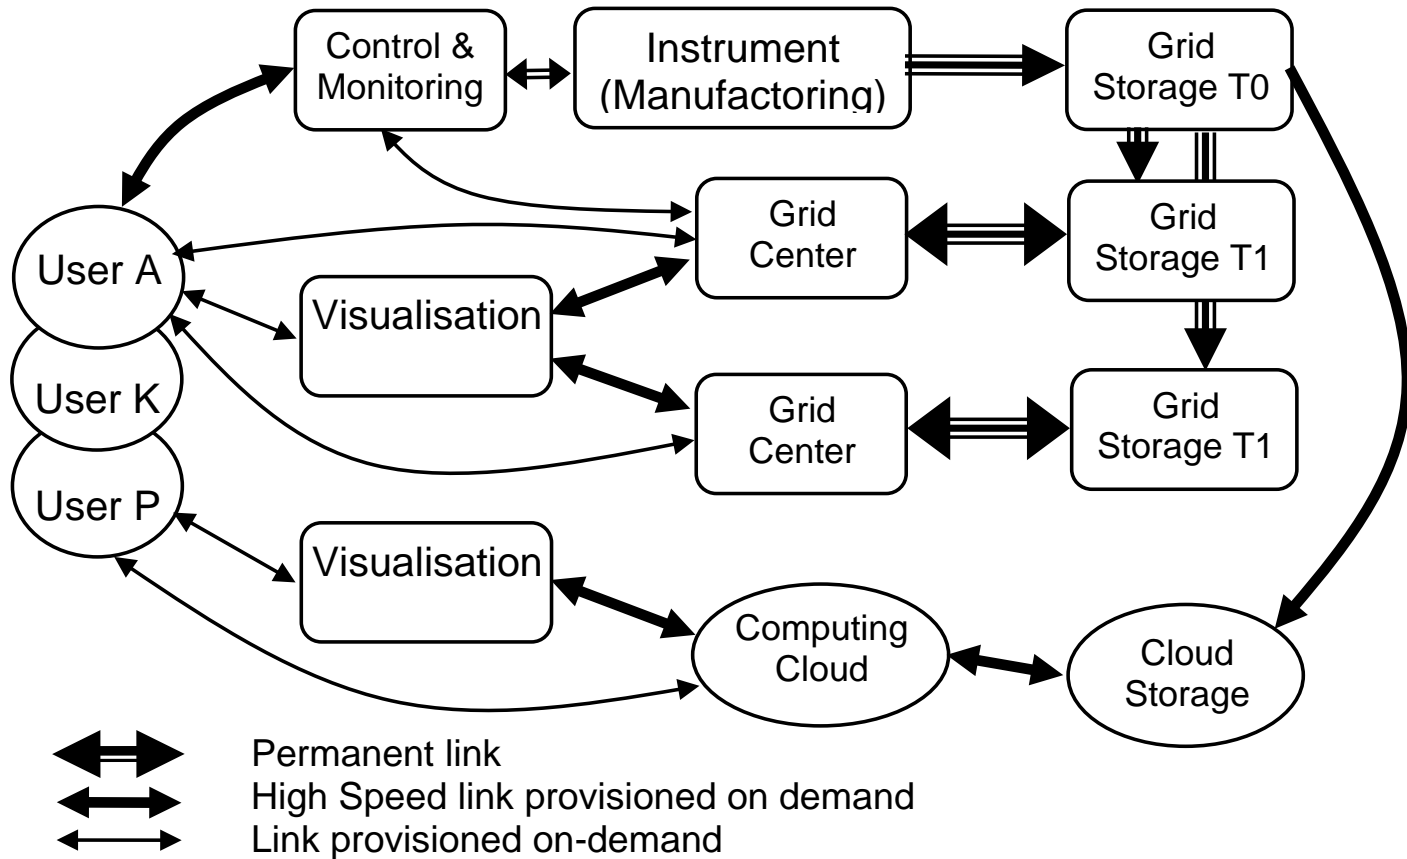 Control &
Monitoring
Instrument
(Manufactoring)
Grid
Storage T0
Grid
Center
Grid
Storage T1
User A
Visualisation
User K
Grid
Center
Grid
Storage T1
User P
Visualisation
Computing
Cloud
Cloud
Storage
Permanent link
High Speed link provisioned on demand
Link provisioned on-demand